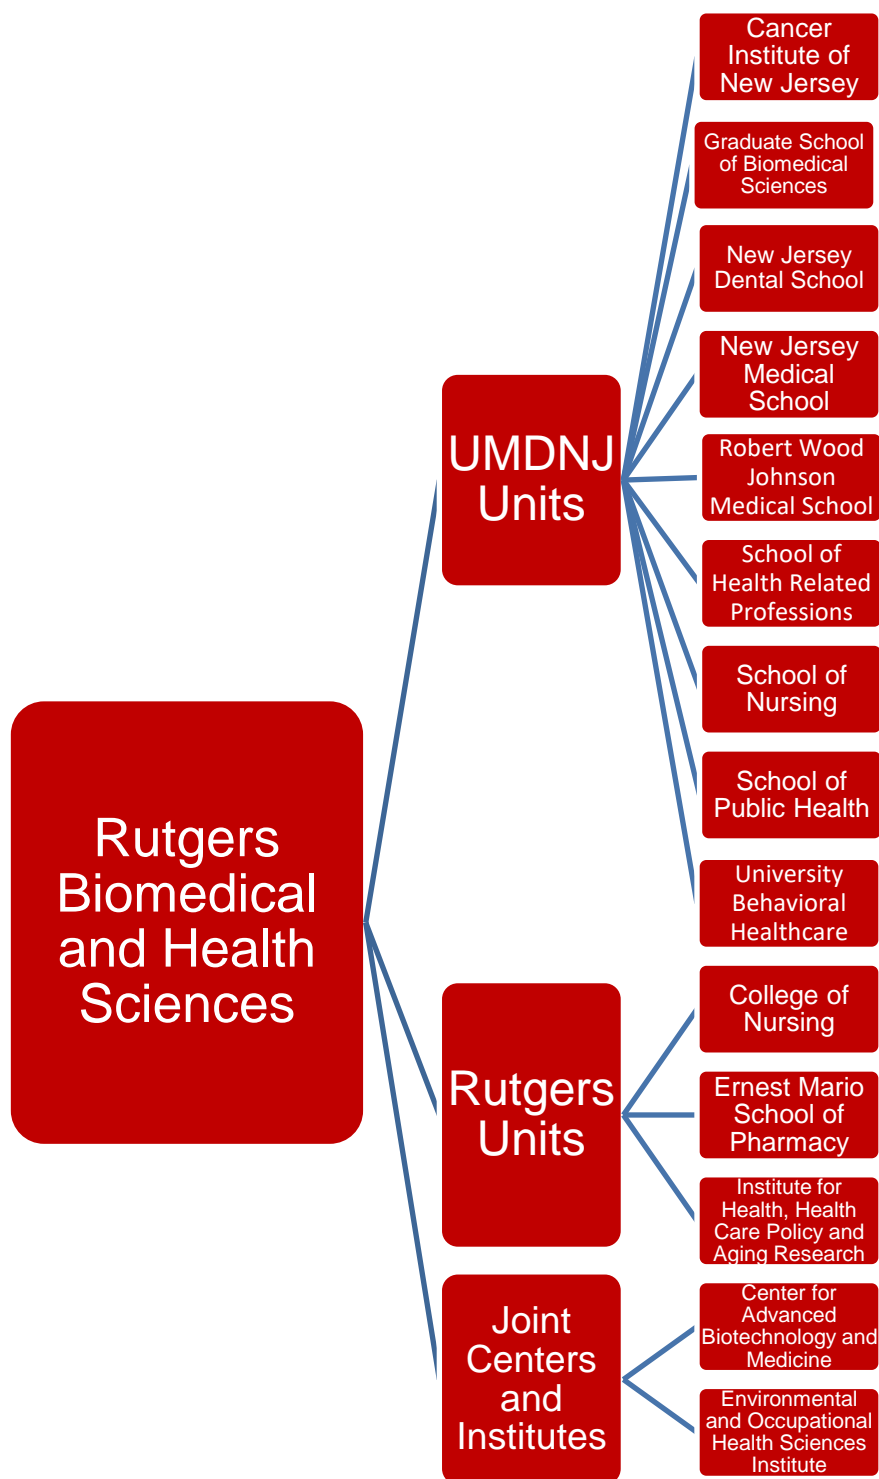 Rutgers
Biomedical
and Health
Sciences
UMDNJ
Units
Cancer
Institute of
New Jersey
Graduate School
of Biomedical
Sciences
New Jersey
Dental School
New Jersey
Medical
School
Robert Wood
Johnson
Medical School
School of
Health Related
Professions
School of
Nursing
School of
Public Health
University
Behavioral
Healthcare
Rutgers
Units
College of
Nursing
Ernest Mario
School of
Pharmacy
Institute for
Health, Health
Care Policy and
Aging Research
Joint
Centers
and
Institutes
Center for
Advanced
Biotechnology and
Medicine
Environmental
and Occupational
Health Sciences
Institute